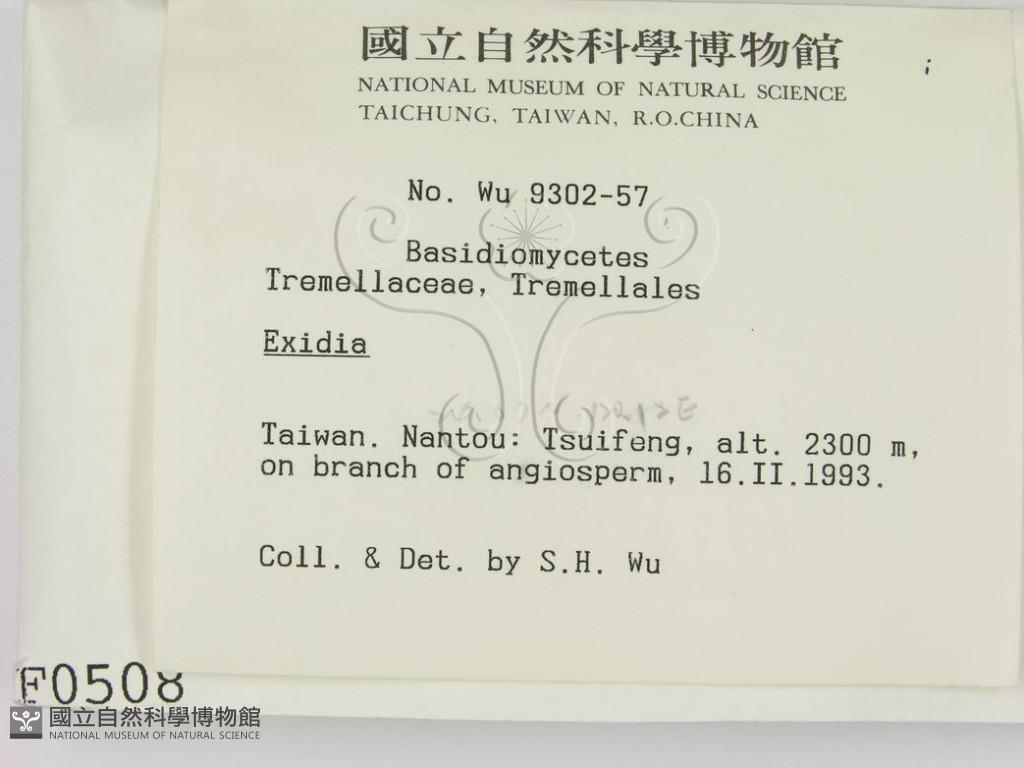 國立自然科學博物館
NATIONAL MUSEUM OF NATURAL SCIENCE
TAICHUNG, TAIWAN, R.O.CHINA
No. Wu 9302-57
Basidiomycetes
Tremellaceae, Tremellales
Exidia
Taiwan. Nantou: Tsuifeng, alt. 2300 m,
on branch of angiosperm, 16.II.1993.
Coll. & Det. by S.H. Wu
F0508
國立自然科學博物館
NATIONAL MUSEUM OF NATURAL SCIENCE